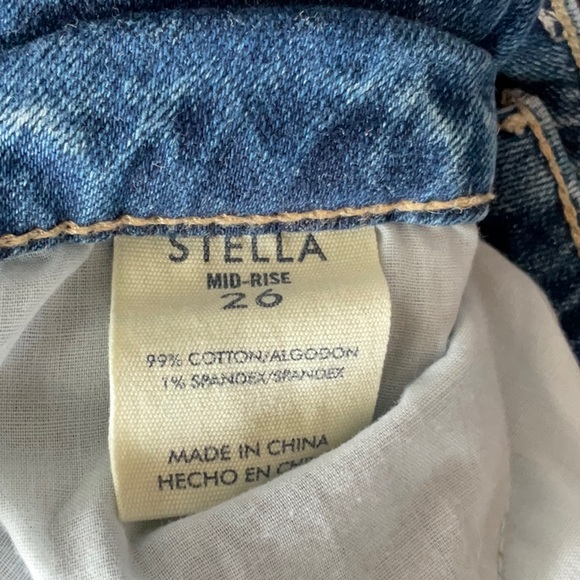 STELLA
MID-RISE
26
99% COTTON/ALGODON
1% SPANDEX/SPANDEX
MADE IN CHINA
HECHO EN